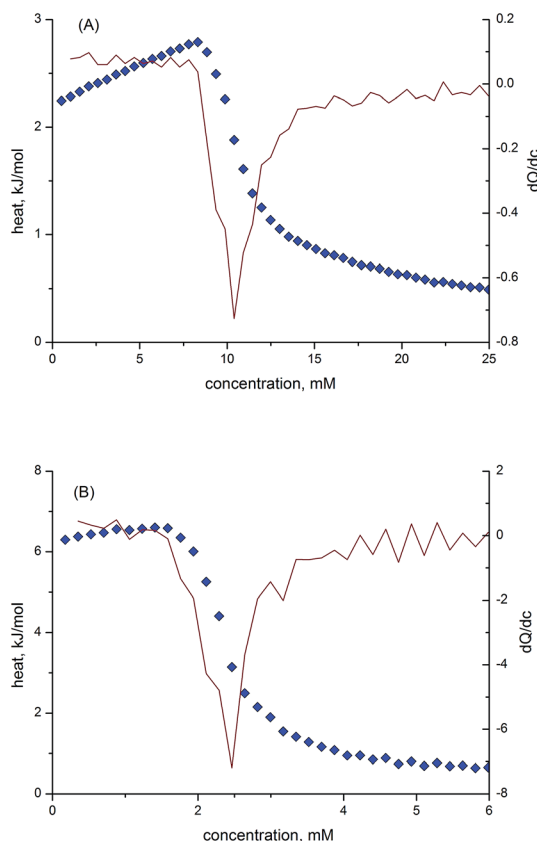 (A)
3
2
1
0
heat, kJ/mol
0.2
0.0
-0.2
-0.4
-0.6
-0.8
dQ/dc
0 5 10 15 20 25
concentration, mM
(B)
8
6
4
2
0
heat, kJ/mol
2
0
-2
-4
-6
-8
dQ/dc
0 2 4 6
concentration, mM